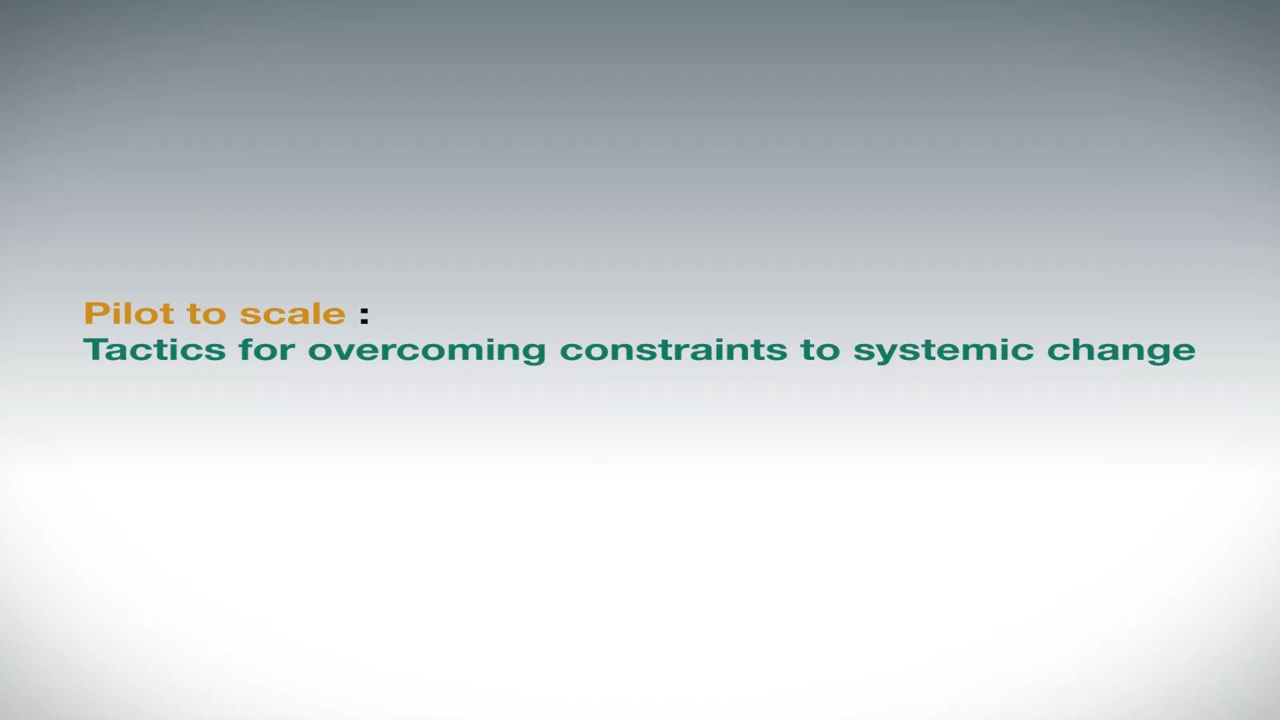 Pilot to scale :
Tactics for overcoming constraints to systemic change